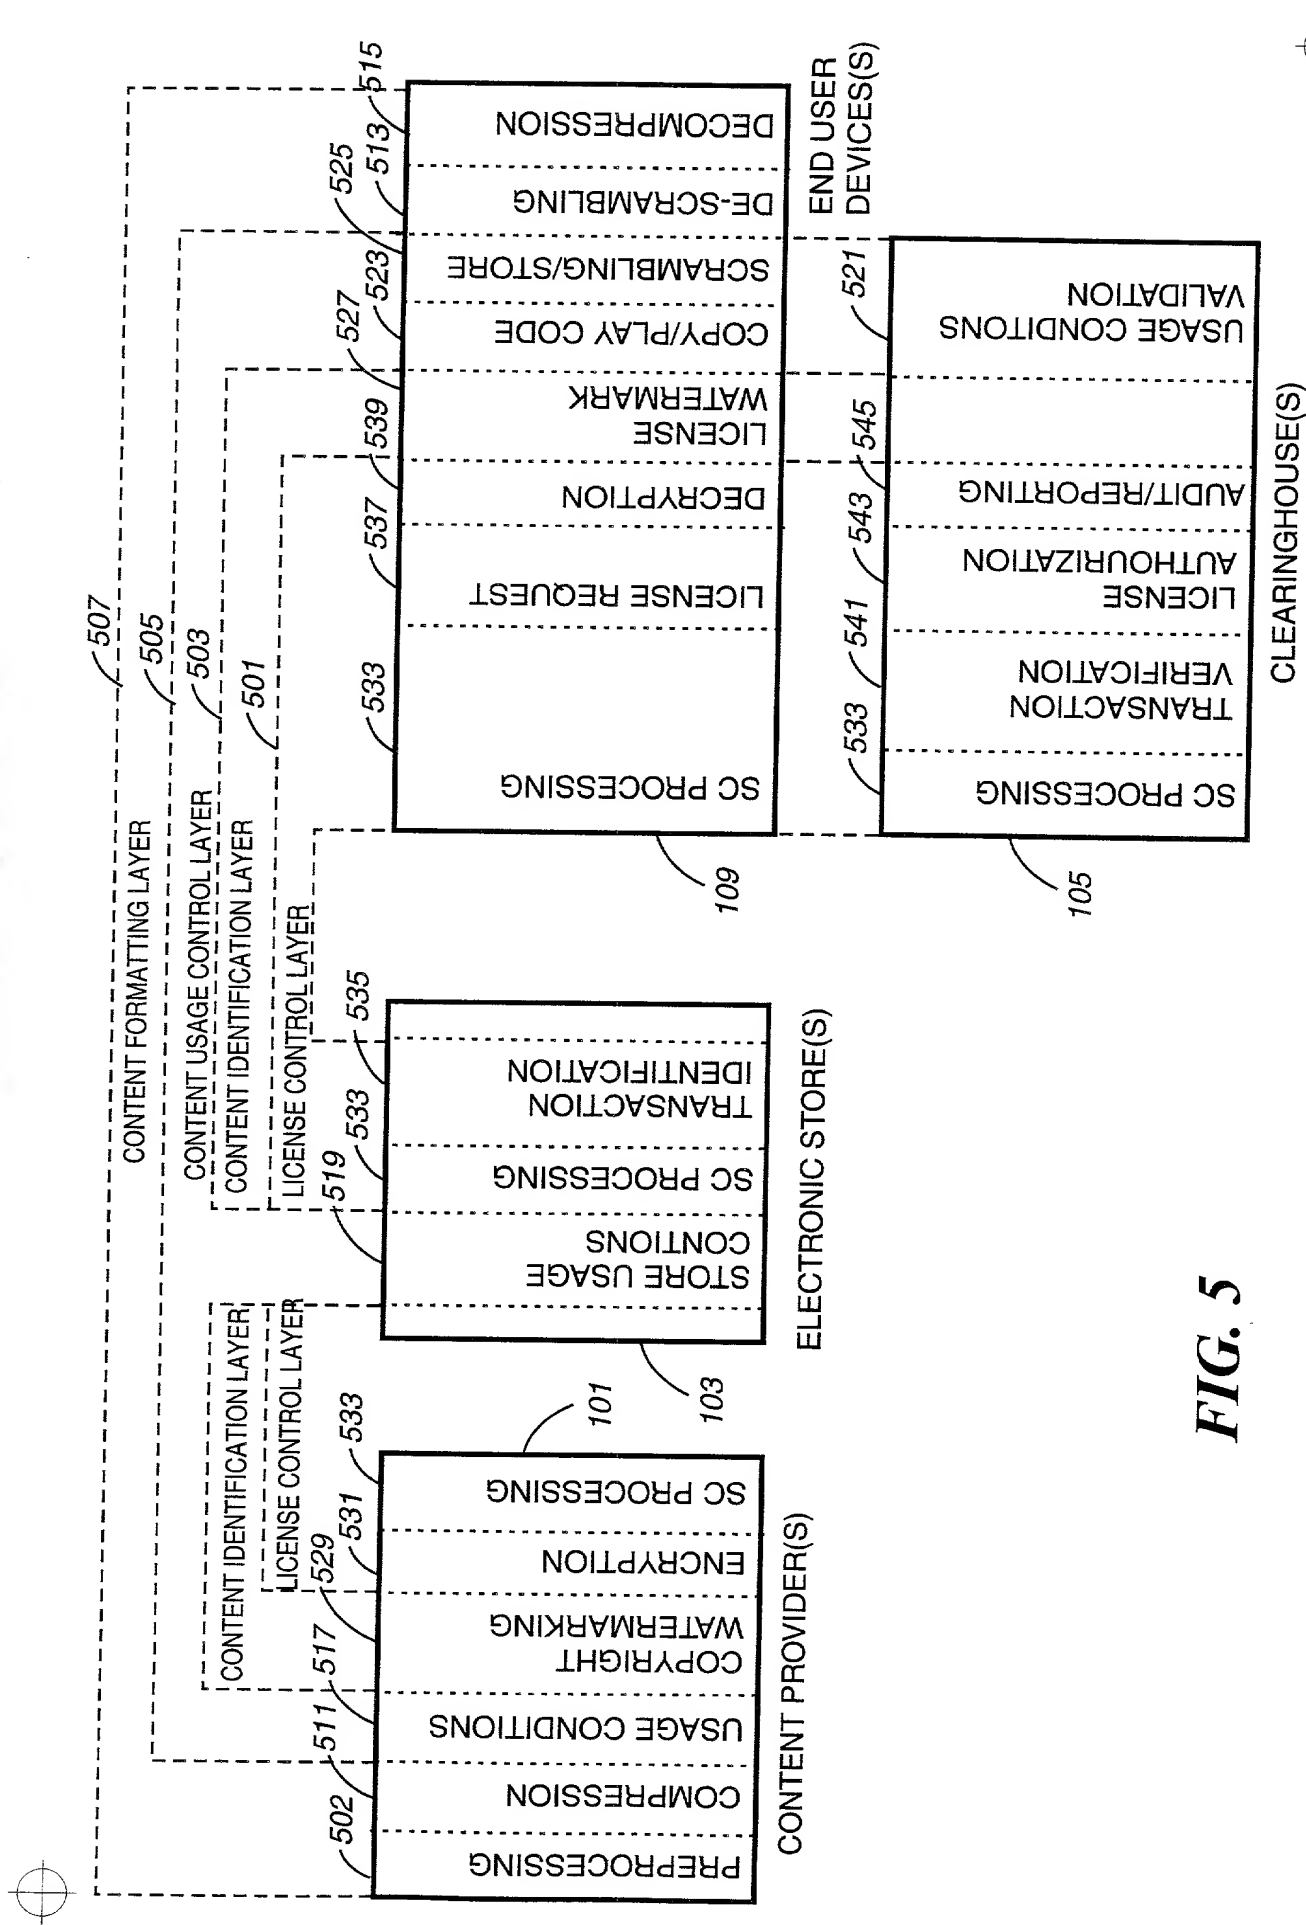 507
CONTENT FORMATTING LAYER
505
CONTENT USAGE CONTROL LAYER
503
CONTENT IDENTIFICATION LAYER
501
LICENSE CONTROL LAYER
CONTENT IDENTIFICATION LAYER
LICENSE CONTROL LAYER
502
511
517
529
531
533
PREPROCESSING
COMPRESSION
USAGE CONDITIONS
COPYRIGHT
WATERMARKING
ENCRYPTION
SC PROCESSING
101
CONTENT PROVIDER(S)
519
533
535
STORE USAGE
CONTIONS
SC PROCESSING
TRANSACTION
IDENTIFICATION
103
ELECTRONIC STORE(S)
533
537
539
527
523
525
513
515
SC PROCESSING
LICENSE REQUEST
DECRYPTION
LICENSE
WATERMARK
COPY/PLAY CODE
SCRAMBLING/STORE
DE-SCRAMBLING
DECOMPRESSION
109
END USER
DEVICES(S)
533
541
543
545
521
SC PROCESSING
TRANSACTION
VERIFICATION
LICENSE
AUTHOURIZATION
AUDIT/REPORTING
USAGE CONDITONS
VALIDATION
105
CLEARINGHOUSE(S)
FIG. 5